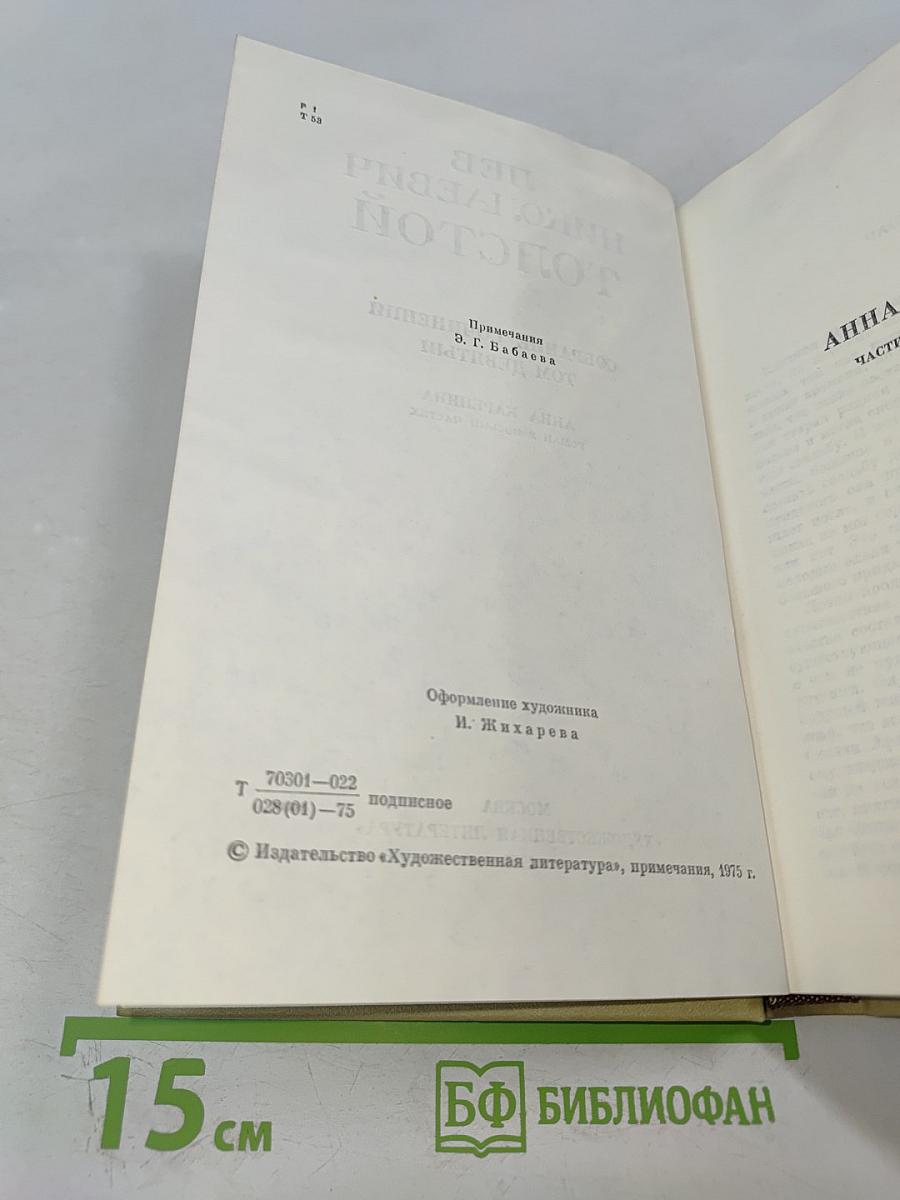 Р 1
Т 53
Примечания
Э. Г. Бабаева
Оформление художника
И. Жихарева
Т 70301—022
028(01)—75 подписное
© Издательство «Художественная литература», примечания, 1975 г.
АННА
ЧАСТИ
15 см
БФ БИБЛИОФАН